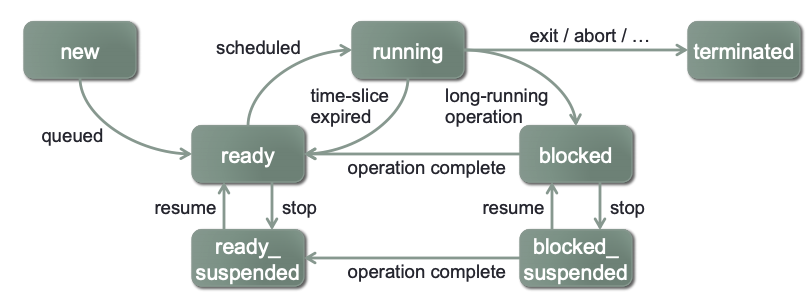 new
scheduled
running
exit / abort / …
terminated
queued
time-slice
expired
long-running
operation
ready
operation complete
blocked
resume
stop
resume
stop
ready_
suspended
operation complete
blocked_
suspended